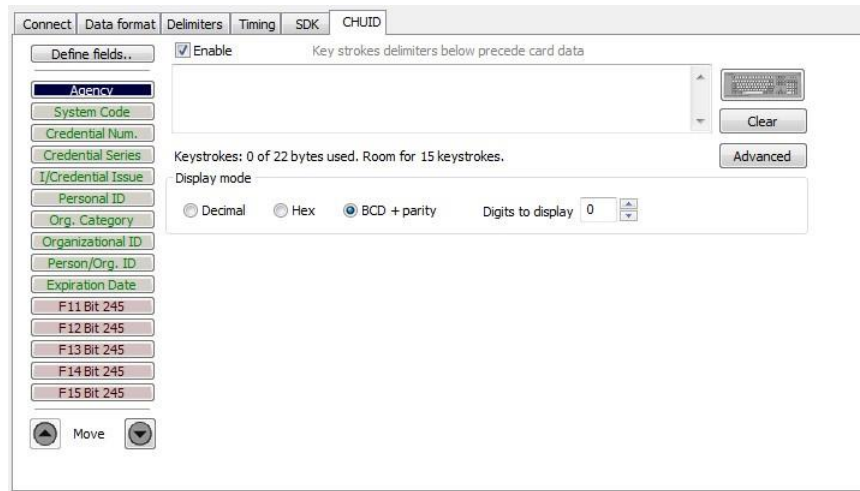 Connect Data format Delimiters Timing SDK CHUID
Define fields.. Enable Key strokes delimiters below precede card data
Agency
System Code
Credential Num. Clear
Credential Series Keystrokes: 0 of 22 bytes used. Room for 15 keystrokes. Advanced
I/Credential Issue Display mode
Personal ID
Org. Category Decimal Hex BCD + parity Digits to display 0
Organizational ID
Person/Org. ID
Expiration Date
F11 Bit 245
F12 Bit 245
F13 Bit 245
F14 Bit 245
F15 Bit 245
Move